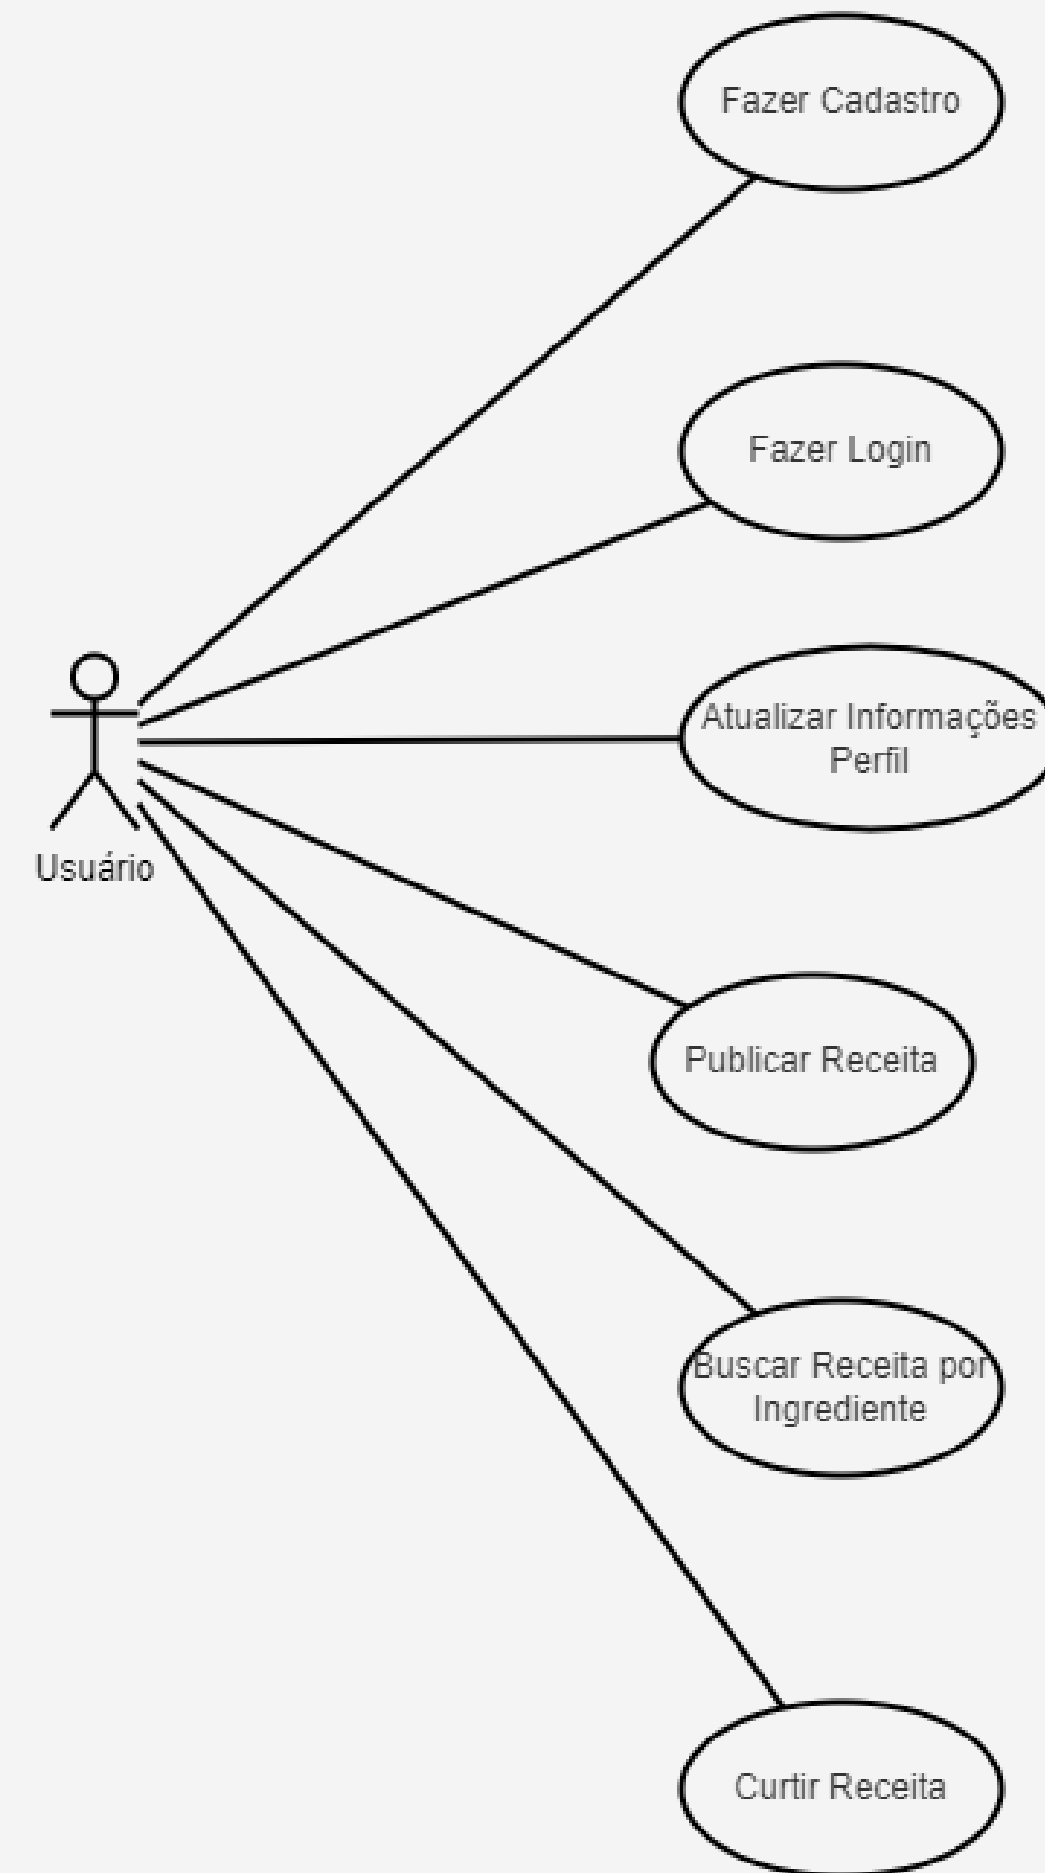 Fazer Cadastro
Fazer Login
Atualizar Informações
Perfil
Usuário
Publicar Receita
Buscar Receita por
Ingrediente
Curtir Receita